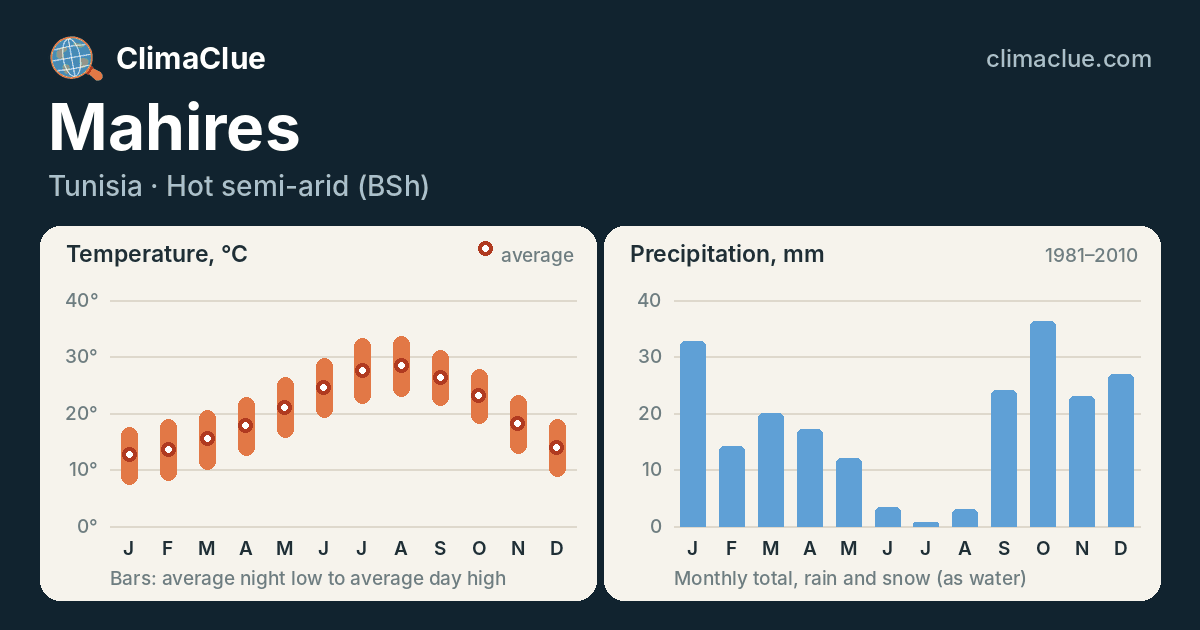 ClimaClue
climaclue.com
Mahires
Tunisia · Hot semi-arid (BSh)
Temperature, °C
average
40°
30°
20°
10°
0°
J F M A M J J A S O N D
Bars: average night low to average day high
Precipitation, mm
1981–2010
40
30
20
10
0
J F M A M J J A S O N D
Monthly total, rain and snow (as water)